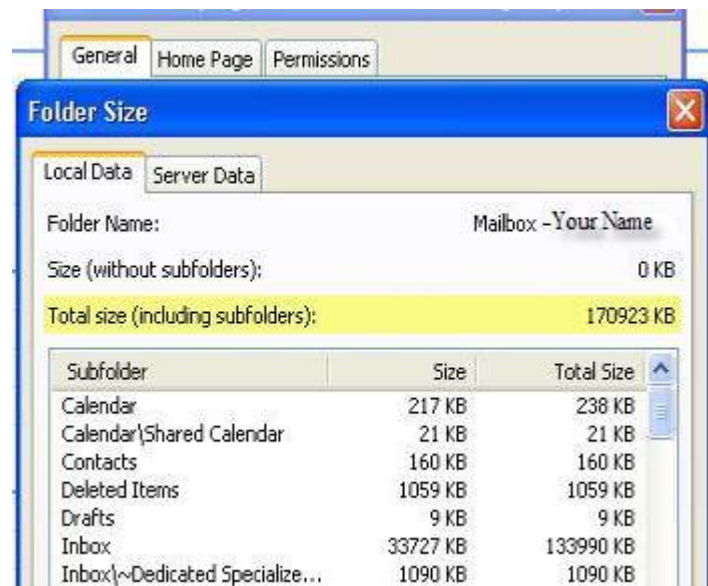 General Home Page Permissions
Folder Size
Local Data Server Data
Folder Name: Mailbox -Your Name
Size (without subfolders): 0 KB
Total size (including subfolders): 170923 KB
Subfolder Size Total Size
Calendar 217 KB 238 KB
Calendar\Shared Calendar 21 KB 21 KB
Contacts 160 KB 160 KB
Deleted Items 1059 KB 1059 KB
Drafts 9 KB 9 KB
Inbox 33727 KB 133990 KB
Inbox\~Dedicated Specialize... 1090 KB 1090 KB